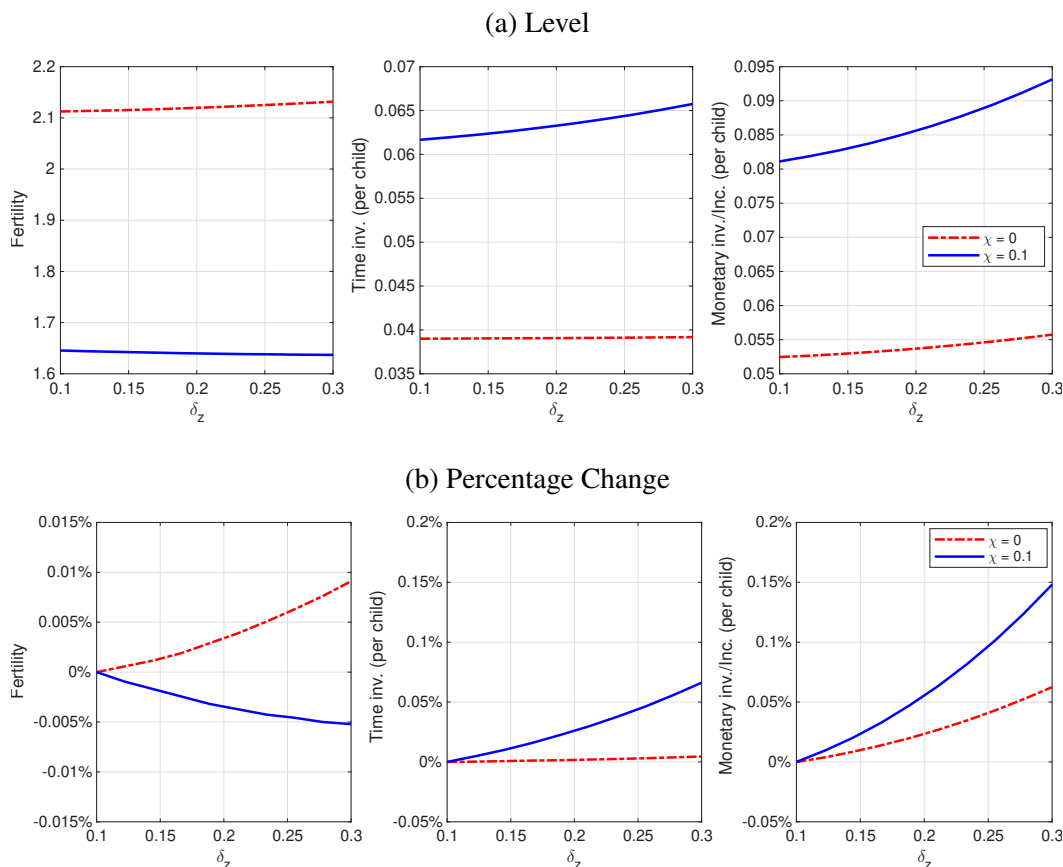 (a) Level
Fertility
2.2
2.1
2
1.9
1.8
1.7
1.6
0.1 0.15 0.2 0.25 0.3
δz
Time inv. (per child)
0.07
0.065
0.06
0.055
0.05
0.045
0.04
0.035
0.1 0.15 0.2 0.25 0.3
δz
Monetary inv./Inc. (per child)
0.095
0.09
0.085
0.08
0.075
0.07
0.065
0.06
0.055
0.05
χ = 0
χ = 0.1
0.1 0.15 0.2 0.25 0.3
δz
(b) Percentage Change
Fertility
0.015%
0.01%
0.005%
0%
-0.005%
-0.01%
-0.015%
0.1 0.15 0.2 0.25 0.3
δz
Time inv. (per child)
0.2%
0.15%
0.1%
0.05%
0%
-0.05%
0.1 0.15 0.2 0.25 0.3
δz
Monetary inv./Inc. (per child)
0.2%
0.15%
0.1%
0.05%
0%
-0.05%
χ = 0
χ = 0.1
0.1 0.15 0.2 0.25 0.3
δz